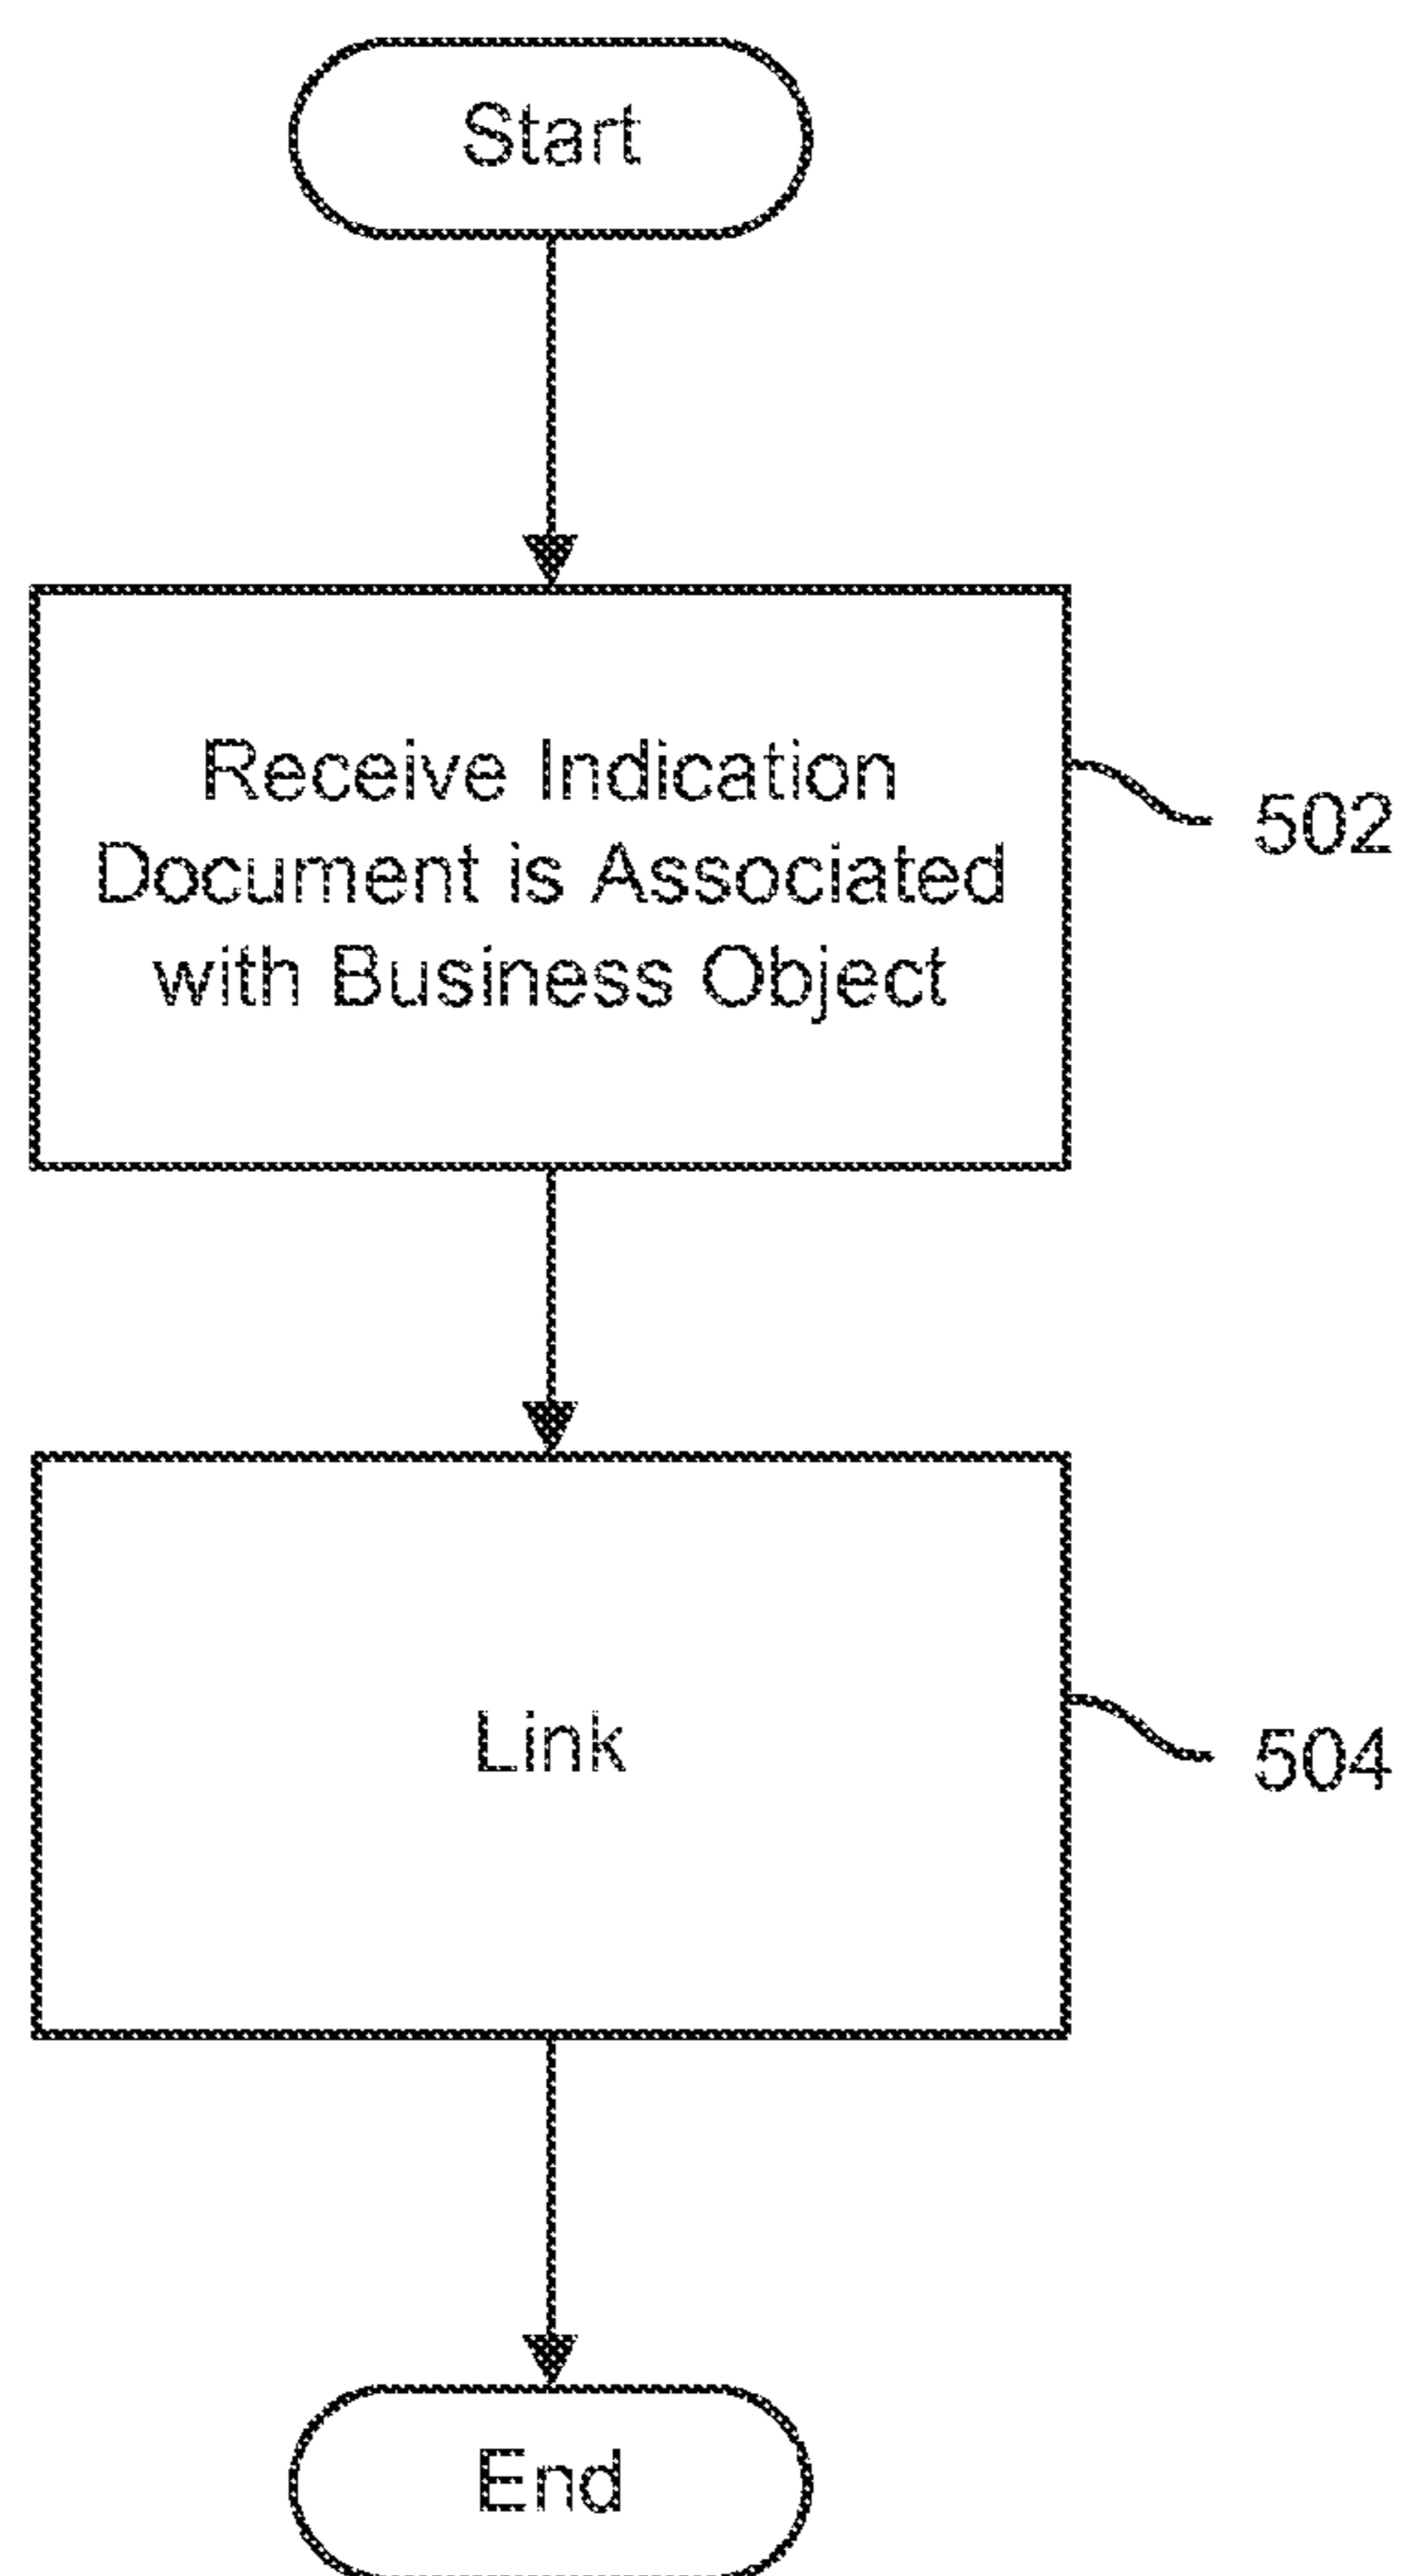 Start
Receive Indication
Document is Associated
with Business Object
502
Link
504
End